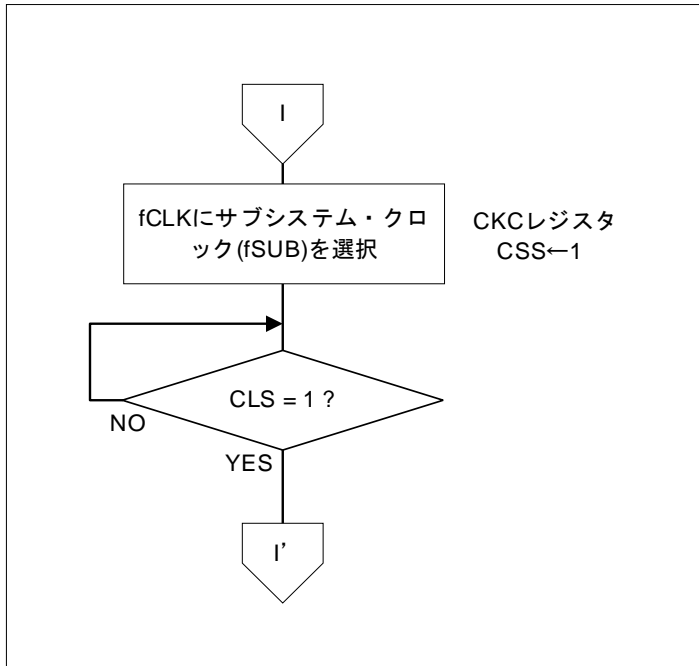 I
fCLKにサブシステム・クロ
ック(fSUB)を選択
CKCレジスタ
CSS←1
CLS = 1 ?
NO
YES
I’